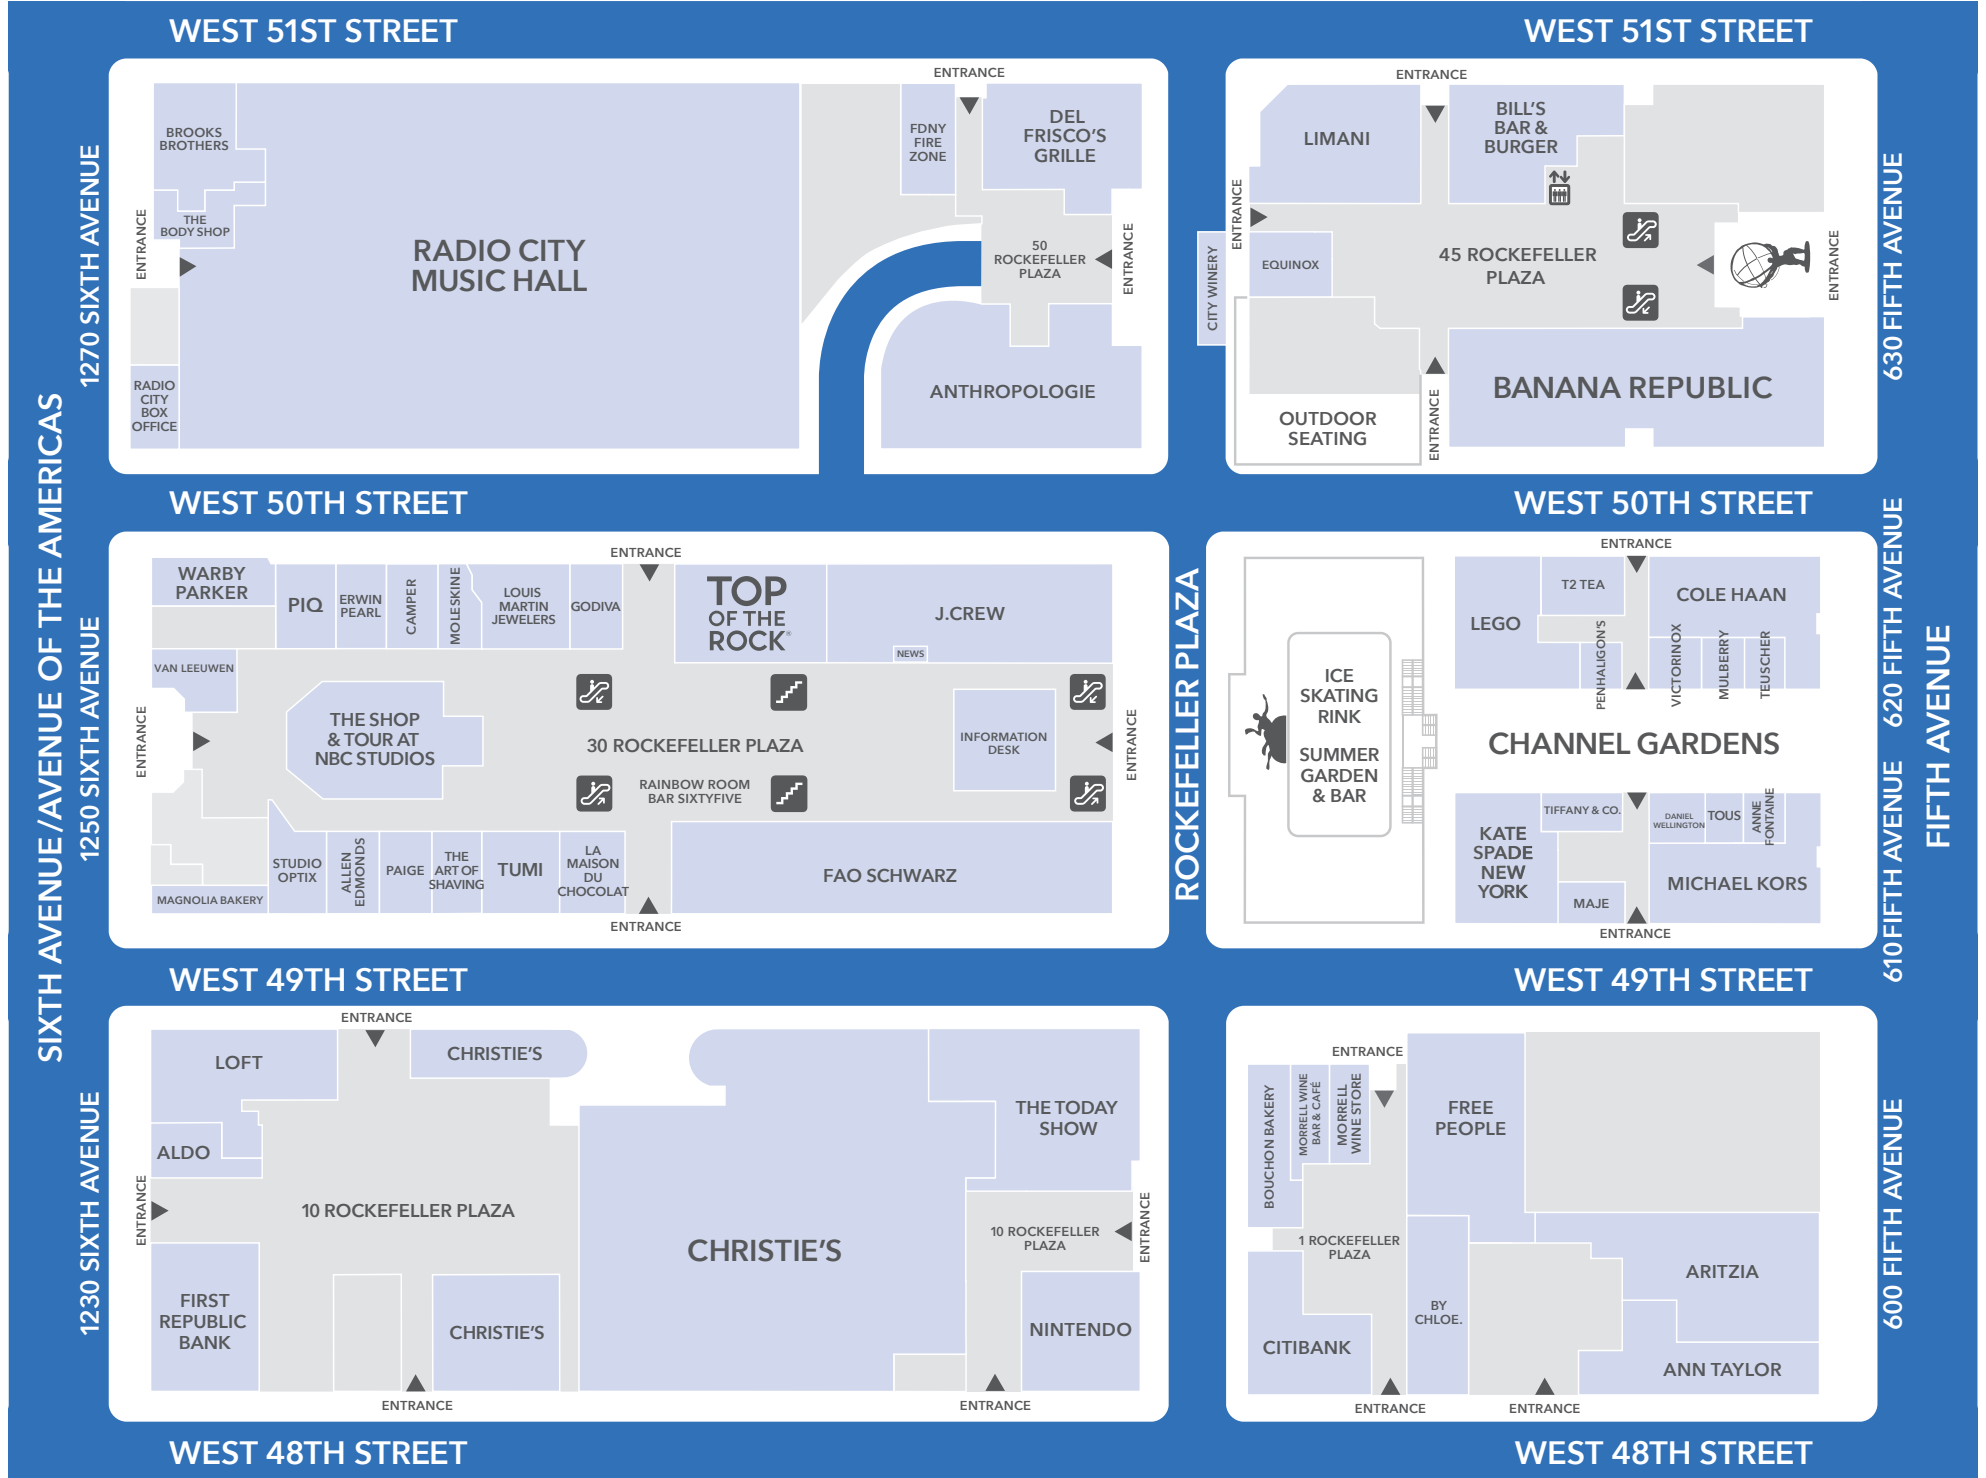 WEST 51ST STREET
WEST 51ST STREET
SIXTH AVENUE/AVENUE OF THE AMERICAS
1270 SIXTH AVENUE
BROOKS
BROTHERS
THE
BODY SHOP
ENTRANCE
RADIO
CITY
BOX
OFFICE
RADIO CITY
MUSIC HALL
FDNY
FIRE
ZONE
ENTRANCE
DEL
FRISCO'S
GRILLE
50
ROCKEFELLER
PLAZA
ENTRANCE
ANTHROPOLOGIE
ENTRANCE
LIMANI
BILL'S
BAR &
BURGER
ENTRANCE
CITY WINERY
EQUINOX
45 ROCKEFELLER
PLAZA
ENTRANCE
OUTDOOR
SEATING
ENTRANCE
BANANA REPUBLIC
630 FIFTH AVENUE
WEST 50TH STREET
WEST 50TH STREET
1250 SIXTH AVENUE
WARBY
PARKER
PIQ
ERWIN
PEARL
CAMPER
MOLESKINE
LOUIS
MARTIN
JEWELERS
GODIVA
ENTRANCE
TOP
OF THE
ROCK®
J.CREW
NEWS
VAN LEEUWEN
ENTRANCE
THE SHOP
& TOUR AT
NBC STUDIOS
30 ROCKEFELLER PLAZA
RAINBOW ROOM
BAR SIXTYFIVE
INFORMATION
DESK
ENTRANCE
MAGNOLIA BAKERY
STUDIO
OPTIX
ALLEN
EDMONDS
PAIGE
THE
ART OF
SHAVING
TUMI
LA
MAISON
DU
CHOCOLAT
ENTRANCE
FAO SCHWARZ
ROCKEFELLER PLAZA
ICE
SKATING
RINK
SUMMER
GARDEN
& BAR
ENTRANCE
LEGO
T2 TEA
PENHALIGON'S
COLE HAAN
VICTORINOX
MULBERRY
TEUSCHER
CHANNEL GARDENS
KATE
SPADE
NEW
YORK
TIFFANY & CO.
MAJE
DANIEL
WELLINGTON
TOUS
ANNE
FONTAINE
MICHAEL KORS
ENTRANCE
620 FIFTH AVENUE
610 FIFTH AVENUE
FIFTH AVENUE
WEST 49TH STREET
WEST 49TH STREET
1230 SIXTH AVENUE
ENTRANCE
LOFT
CHRISTIE'S
ALDO
ENTRANCE
10 ROCKEFELLER PLAZA
FIRST
REPUBLIC
BANK
CHRISTIE'S
ENTRANCE
CHRISTIE'S
THE TODAY
SHOW
10 ROCKEFELLER
PLAZA
ENTRANCE
NINTENDO
ENTRANCE
ENTRANCE
BOUCHON BAKERY
MORRELL WINE
BAR & CAFÉ
MORRELL
WINE STORE
FREE
PEOPLE
1 ROCKEFELLER
PLAZA
CITIBANK
BY
CHLOE.
ARITZIA
ANN TAYLOR
ENTRANCE
ENTRANCE
600 FIFTH AVENUE
WEST 48TH STREET
WEST 48TH STREET